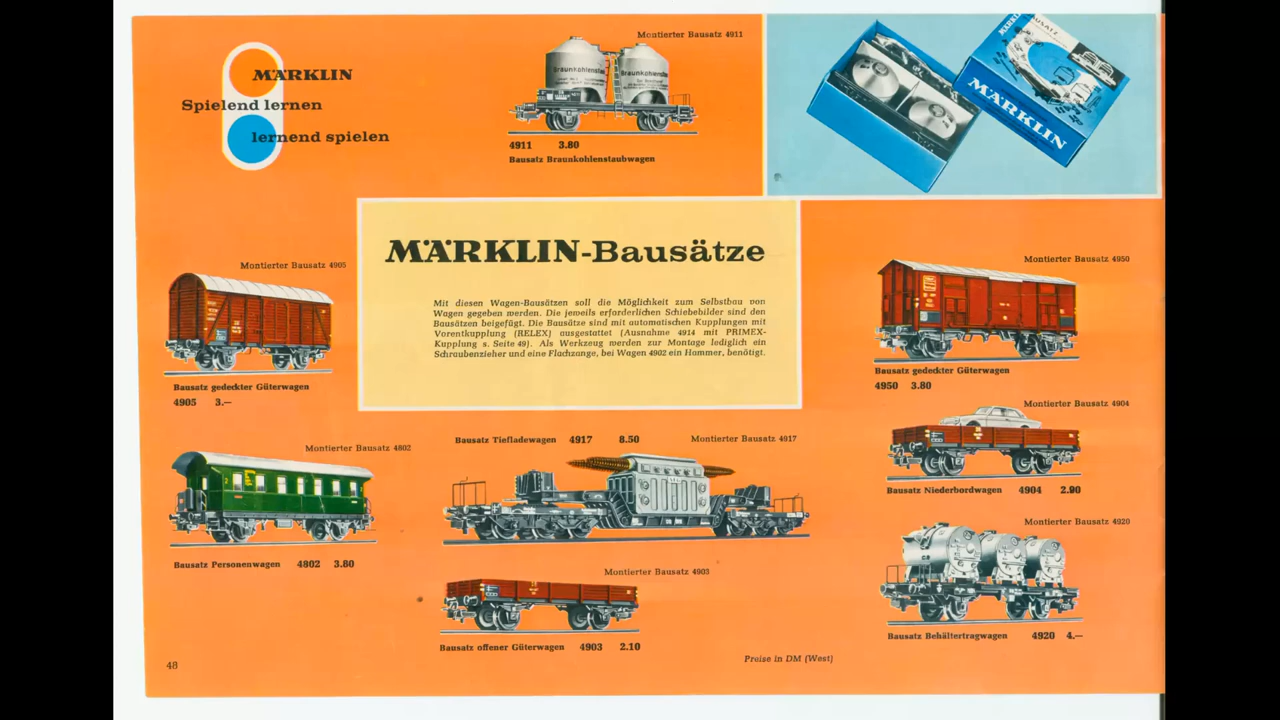 MÄRKLIN
Spielend lernen
lernend spielen
Montierter Bausatz 4911
Braunkohlenstaub
Braunkohlenstaub
4911 3.80
Bausatz Braunkohlenstaubwagen
MÄRKLIN
MÄRKLIN-Bausätze
Mit diesen Wagen-Bausätzen soll die Möglichkeit zum Selbstbau von
Wagen gegeben werden. Die jeweils erforderlichen Schiebebilder sind den
Bausätzen beigefügt. Die Bausätze sind mit automatischen Kupplungen mit
Vorentkupplung (RELEX) ausgestattet (Ausnahme 4914 mit PRIMEX-
Kupplung s. Seite 49). Als Werkzeug werden zur Montage lediglich ein
Schraubenzieher und eine Flachzange, bei Wagen 4902 ein Hammer, benötigt.
Montierter Bausatz 4905
Bausatz gedeckter Güterwagen
4905 3.—
Montierter Bausatz 4950
Bausatz gedeckter Güterwagen
4950 3.80
Montierter Bausatz 4904
Bausatz Niederbordwagen 4904 2.90
Montierter Bausatz 4802
Bausatz Personenwagen 4802 3.80
Bausatz Tiefladewagen 4917 8.50
Montierter Bausatz 4917
Montierter Bausatz 4903
Bausatz offener Güterwagen 4903 2.10
Montierter Bausatz 4920
Bausatz Behältertragwagen 4920 4.—
Preise in DM (West)
48